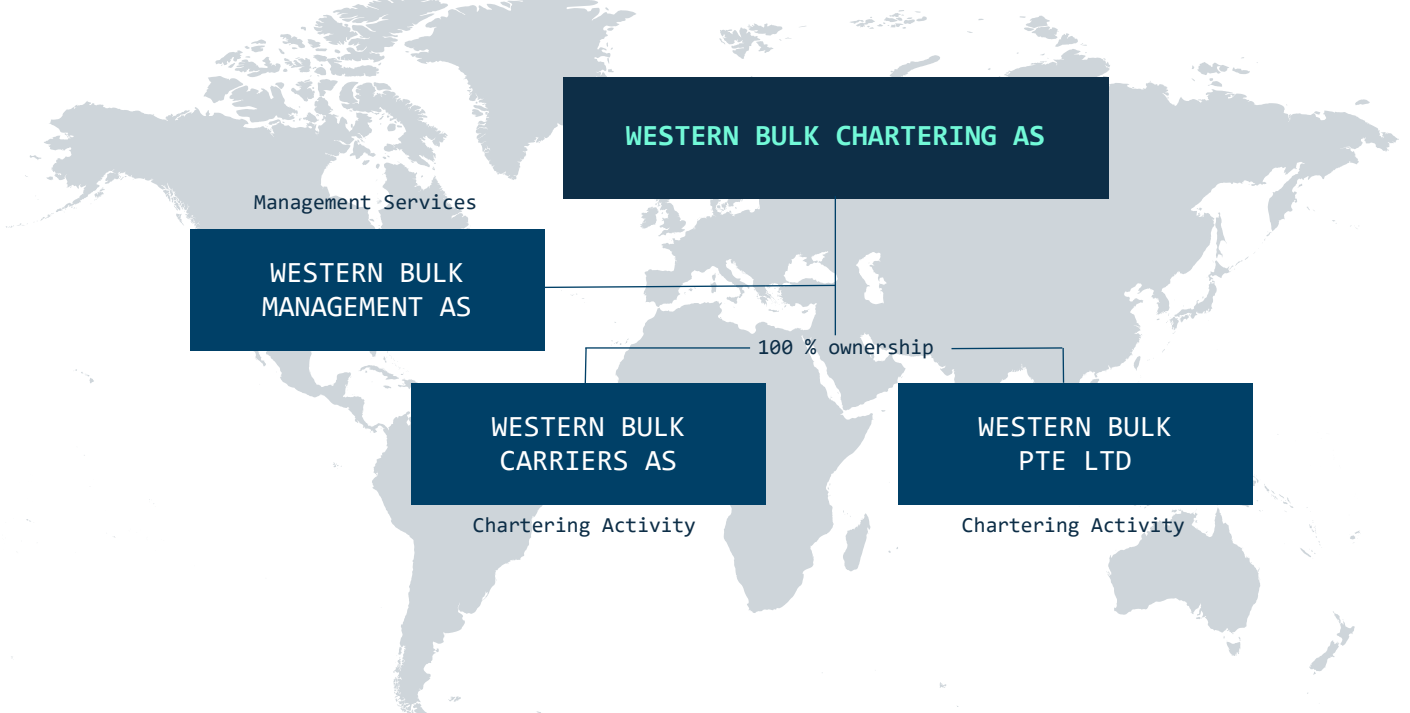 WESTERN BULK CHARTERING AS
Management Services
WESTERN BULK
MANAGEMENT AS
100 % ownership
WESTERN BULK
CARRIERS AS
Chartering Activity
WESTERN BULK
PTE LTD
Chartering Activity